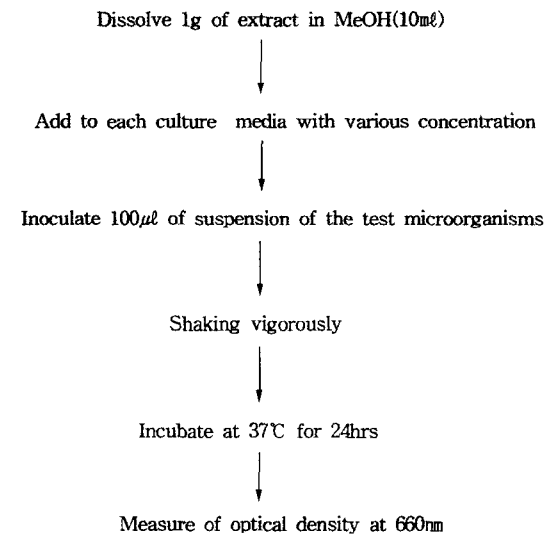 Dissolve 1g of extract in MeOH(10㎖)
Add to each culture media with various concentration
Inoculate 100㎕ of suspension of the test microorganisms
Shaking vigorously
Incubate at 37℃ for 24hrs
Measure of optical density at 660㎚